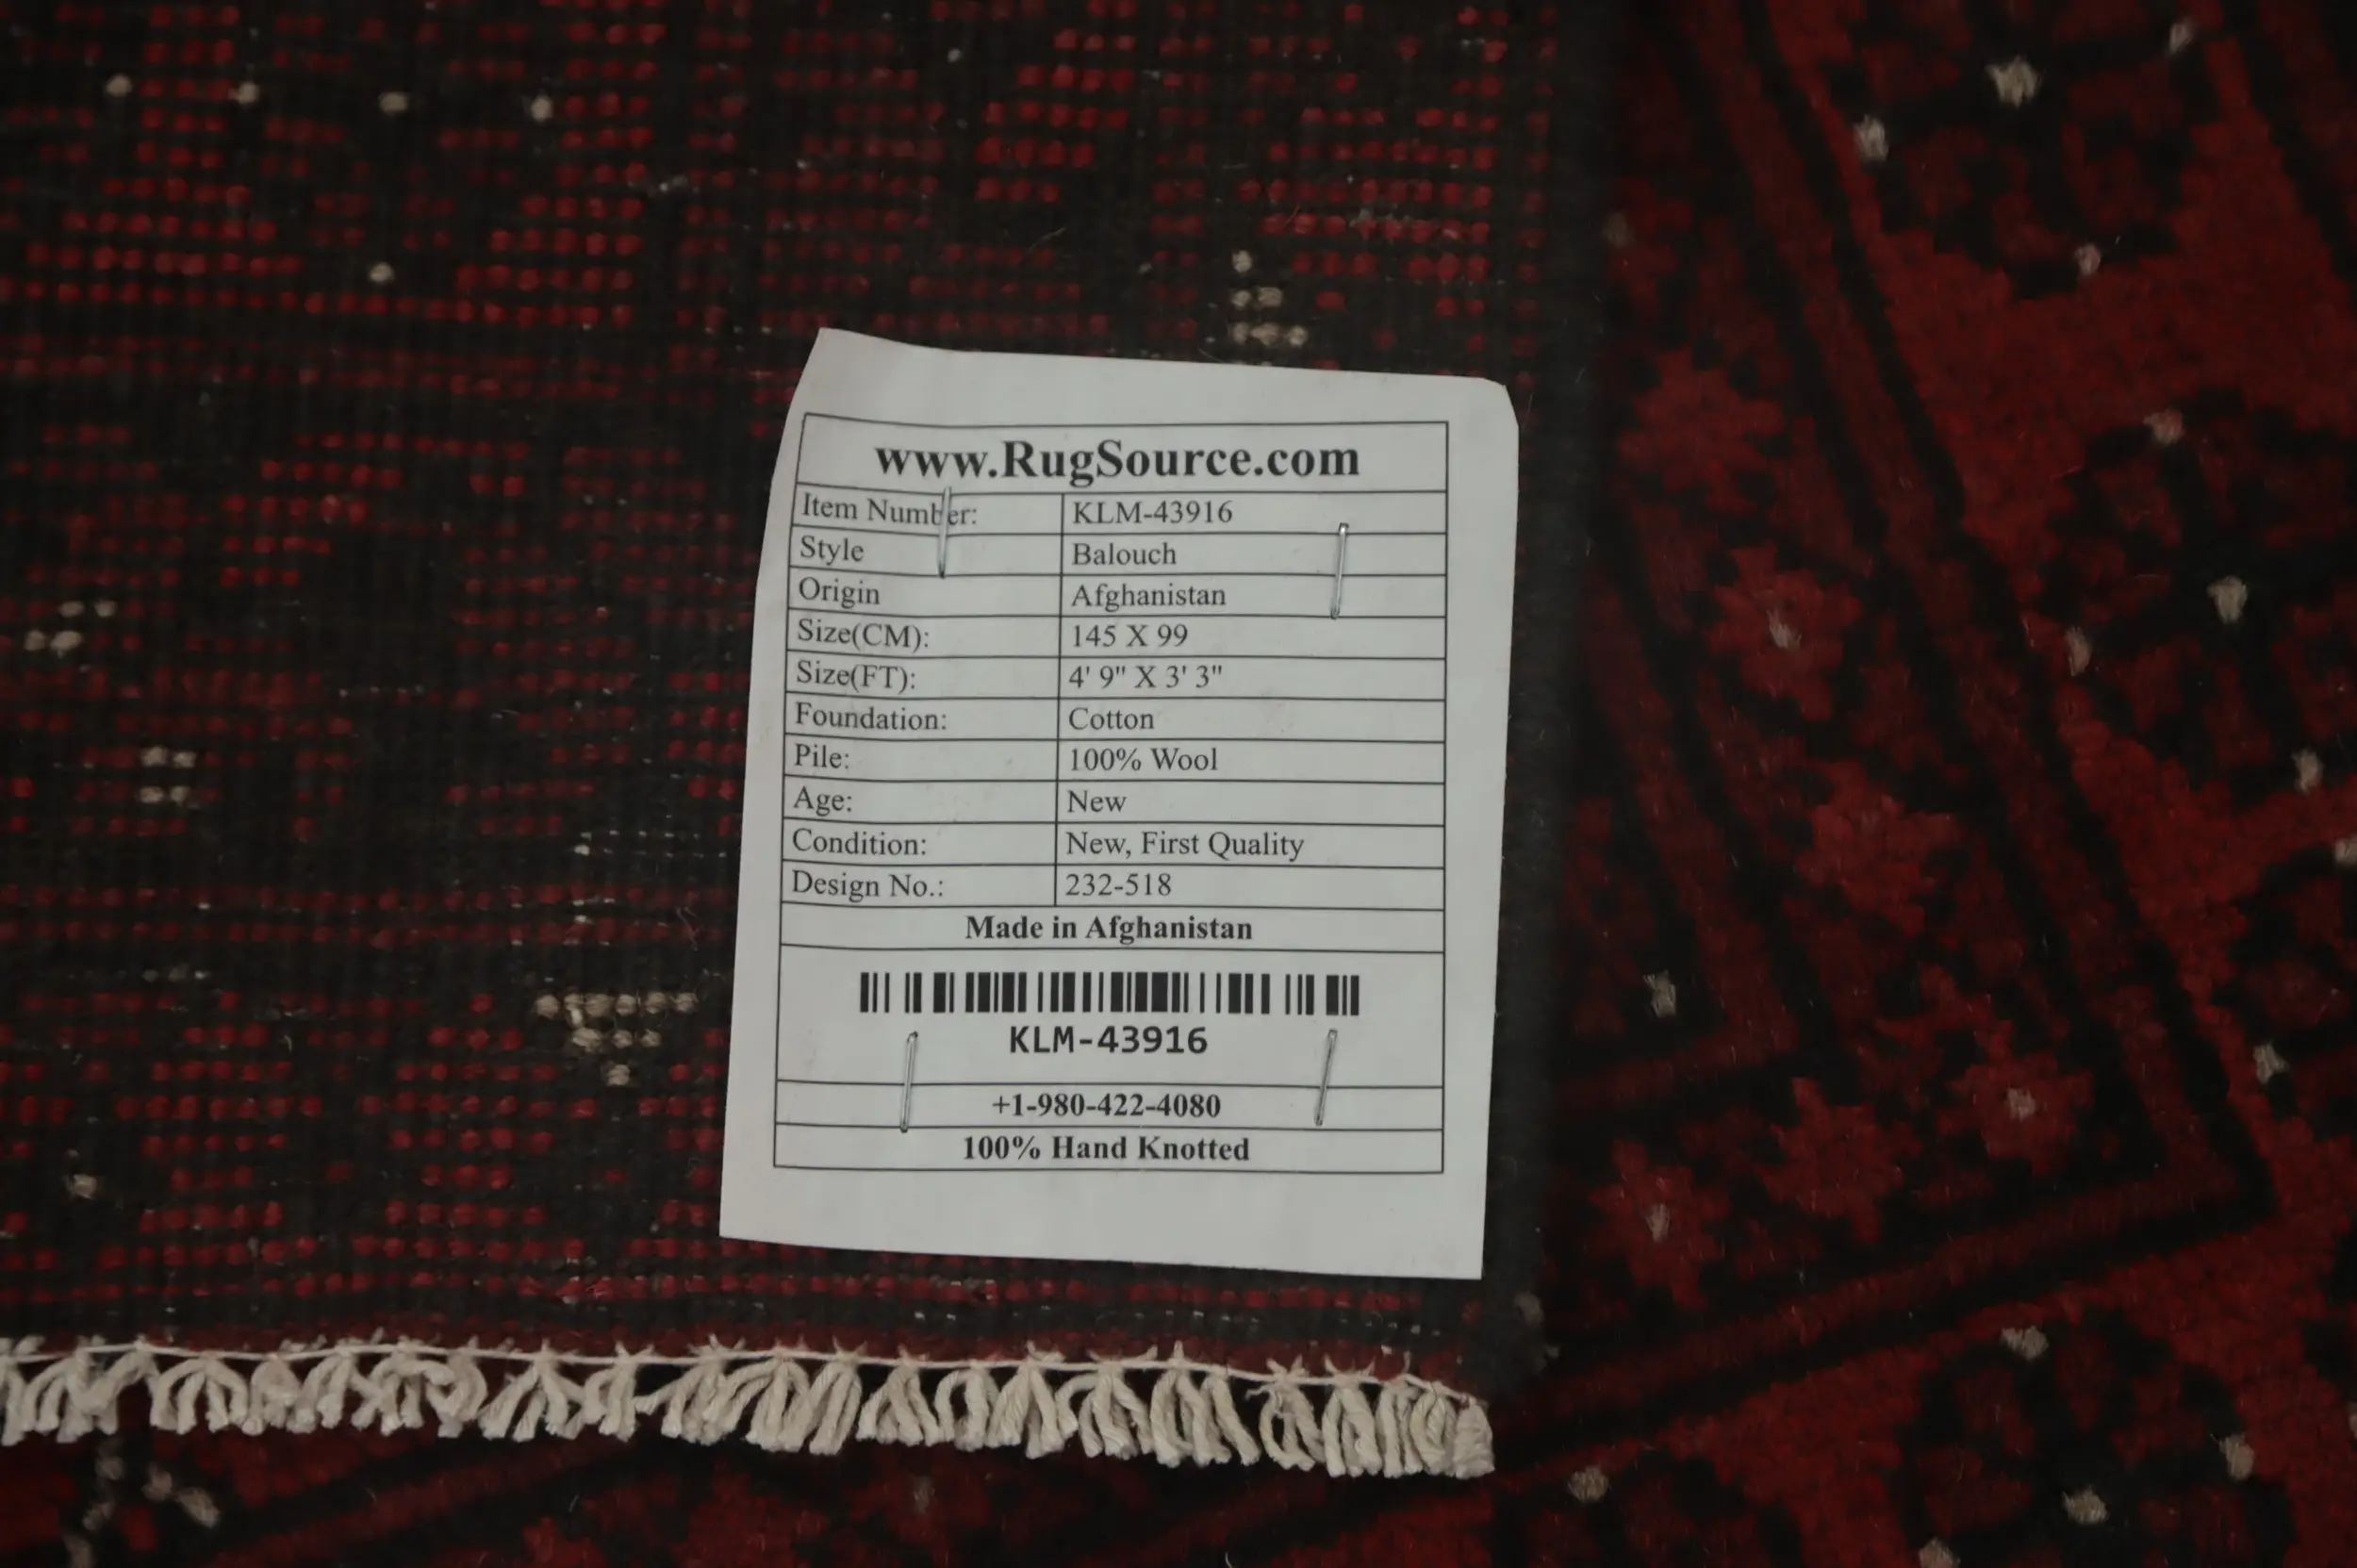 www.RugSource.com
Item Number: KLM-43916
Style Balouch
Origin Afghanistan
Size(CM): 145 X 99
Size(FT): 4' 9" X 3' 3"
Foundation: Cotton
Pile: 100% Wool
Age: New
Condition: New, First Quality
Design No.: 232-518
Made in Afghanistan
KLM-43916
+1-980-422-4080
100% Hand Knotted